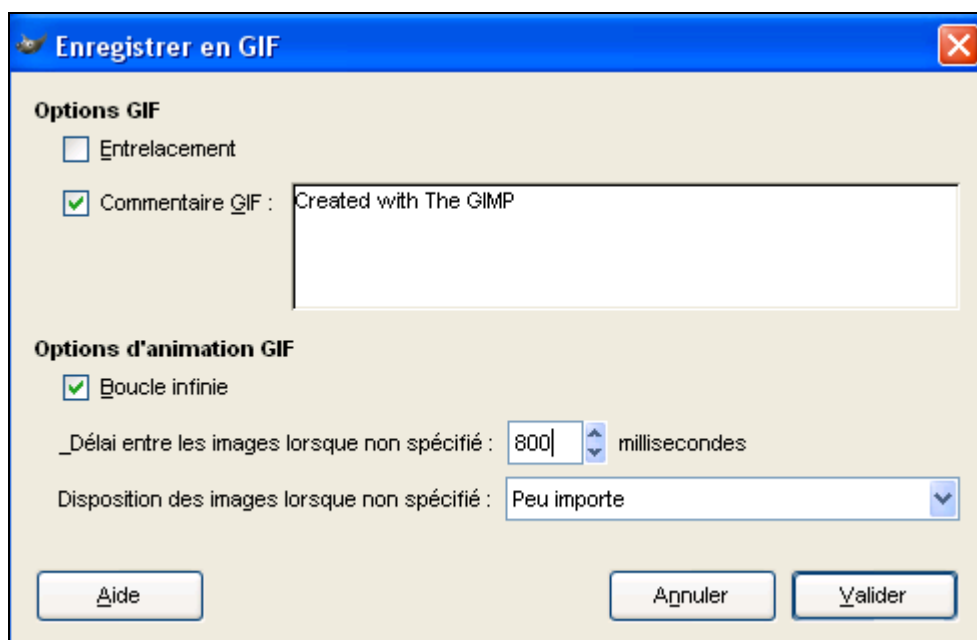 Enregistrer en GIF
Options GIF
Entrelacement
Commentaire GIF : Created with The GIMP
Options d'animation GIF
Boucle infinie
_Délai entre les images lorsque non spécifié : 800 millisecondes
Disposition des images lorsque non spécifié : Peu importe
Aide Annuler Valider